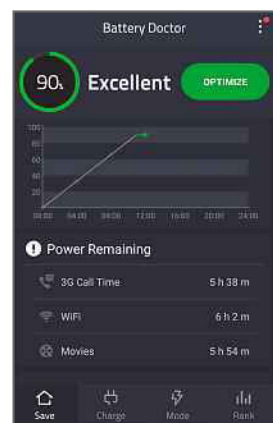 Battery Doctor
90%
Excellent
OPTIMIZE
100
80
60
40
20
00:00 04:00 08:00 12:00 16:00 20:00 24:00
Power Remaining
3G Call Time 5 h 38 m
WiFi 6 h 2 m
Movies 5 h 54 m
Save Charge Mode Rank